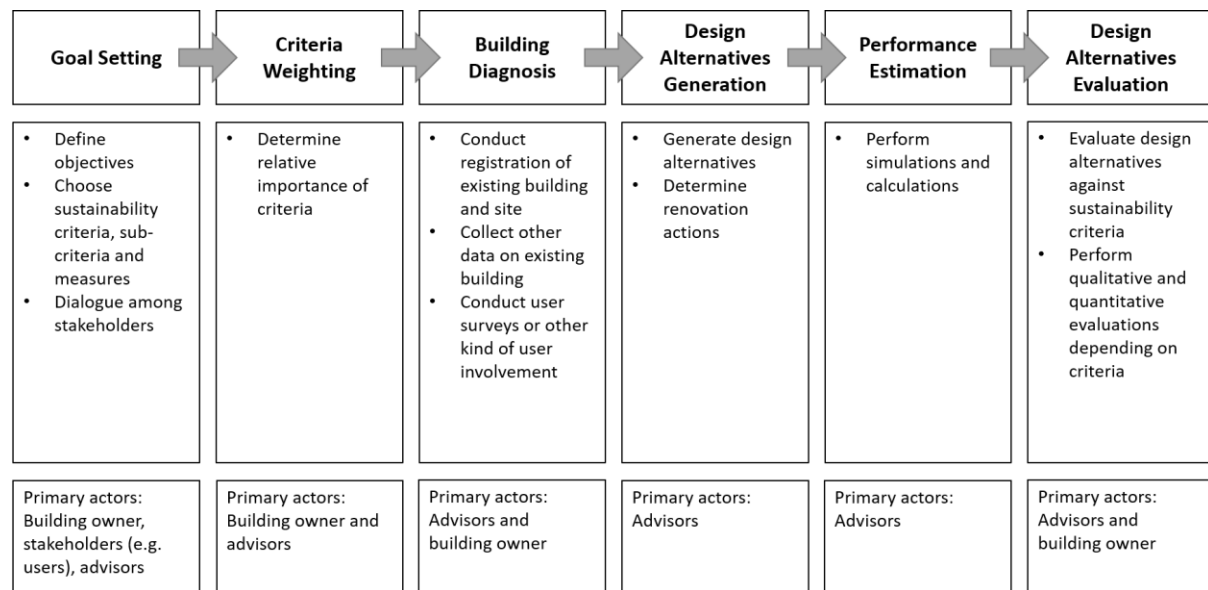 Goal Setting
Criteria
Weighting
Building
Diagnosis
Design
Alternatives
Generation
Performance
Estimation
Design
Alternatives
Evaluation
• Define
objectives
• Choose
sustainability
criteria, sub-
criteria and
measures
• Dialogue among
stakeholders
• Determine
relative
importance of
criteria
• Conduct
registration of
existing building
and site
• Collect other
data on existing
building
• Conduct user
surveys or other
kind of user
involvement
• Generate design
alternatives
• Determine
renovation
actions
• Perform
simulations and
calculations
• Evaluate design
alternatives
against
sustainability
criteria
• Perform
qualitative and
quantitative
evaluations
depending on
criteria
Primary actors:
Building owner,
stakeholders (e.g.
users), advisors
Primary actors:
Building owner and
advisors
Primary actors:
Advisors and
building owner
Primary actors:
Advisors
Primary actors:
Advisors
Primary actors:
Advisors and
building owner